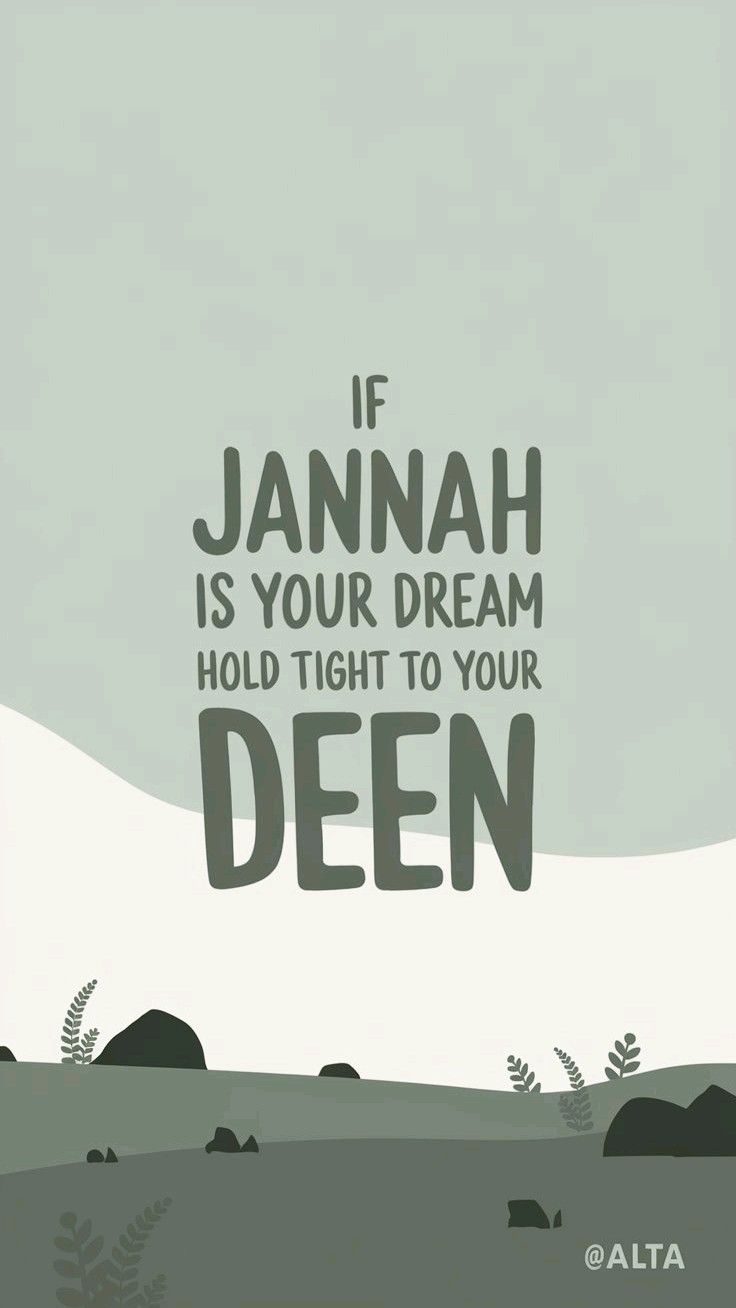 IF
JANNAH
IS YOUR DREAM
HOLD TIGHT TO YOUR
DEEN
@ALTA